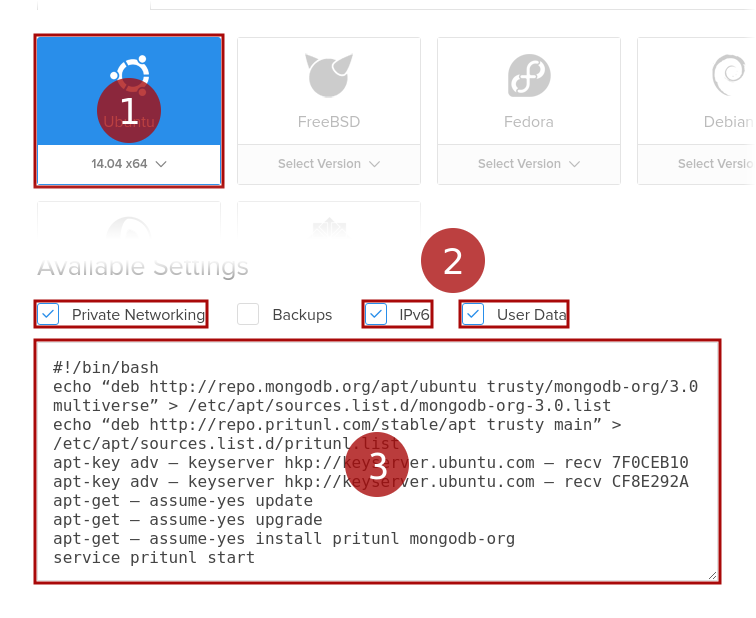 1
Ubuntu
FreeBSD
Fedora
Debian
14.04 x64
Select Version
Select Version
Select Versio
Available Settings
2
Private Networking
Backups
IPv6
User Data
#!/bin/bash
echo “deb http://repo.mongodb.org/apt/ubuntu trusty/mongodb-org/3.0
multiverse” > /etc/apt/sources.list.d/mongodb-org-3.0.list
echo “deb http://repo.pritunl.com/stable/apt trusty main” >
/etc/apt/sources.list.d/pritunl.list
apt-key adv — keyserver hkp://keyserver.ubuntu.com — recv 7F0CEB10
apt-key adv — keyserver hkp://keyserver.ubuntu.com — recv CF8E292A
apt-get — assume-yes update
apt-get — assume-yes upgrade
apt-get — assume-yes install pritunl mongodb-org
service pritunl start
3